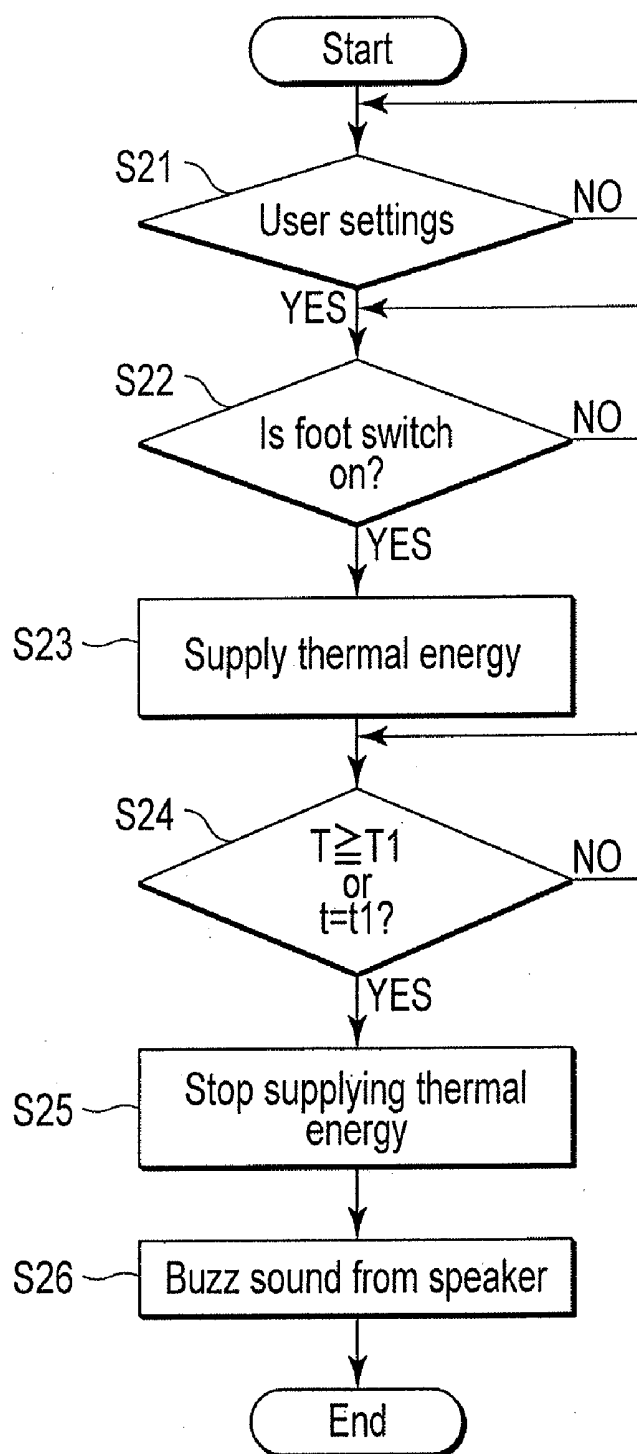 Start
S21
User settings
NO
YES
S22
Is foot switch
on?
NO
YES
S23
Supply thermal energy
S24
T≧T1
or
t=t1?
NO
YES
S25
Stop supplying thermal
energy
S26
Buzz sound from speaker
End